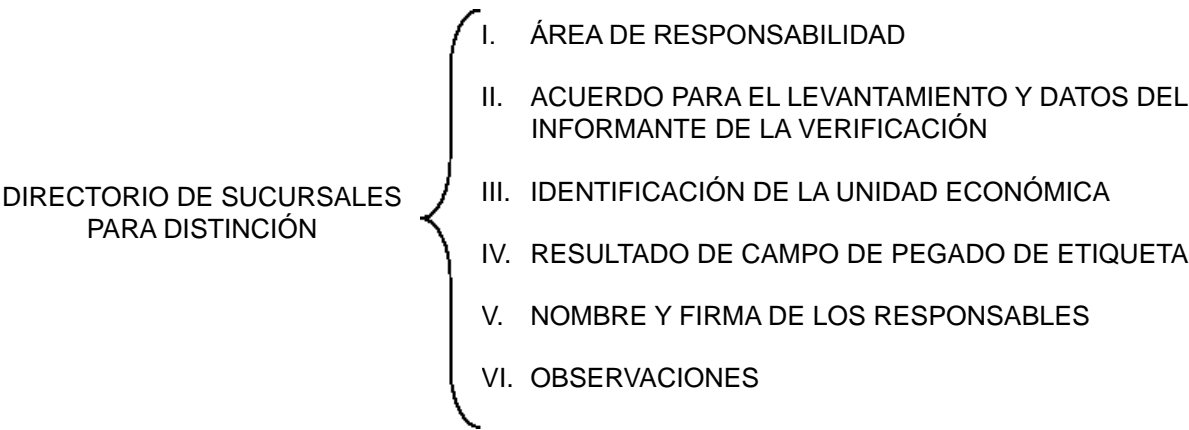 DIRECTORIO DE SUCURSALES
PARA DISTINCIÓN
I. ÁREA DE RESPONSABILIDAD
II. ACUERDO PARA EL LEVANTAMIENTO Y DATOS DEL
INFORMANTE DE LA VERIFICACIÓN
III. IDENTIFICACIÓN DE LA UNIDAD ECONÓMICA
IV. RESULTADO DE CAMPO DE PEGADO DE ETIQUETA
V. NOMBRE Y FIRMA DE LOS RESPONSABLES
VI. OBSERVACIONES